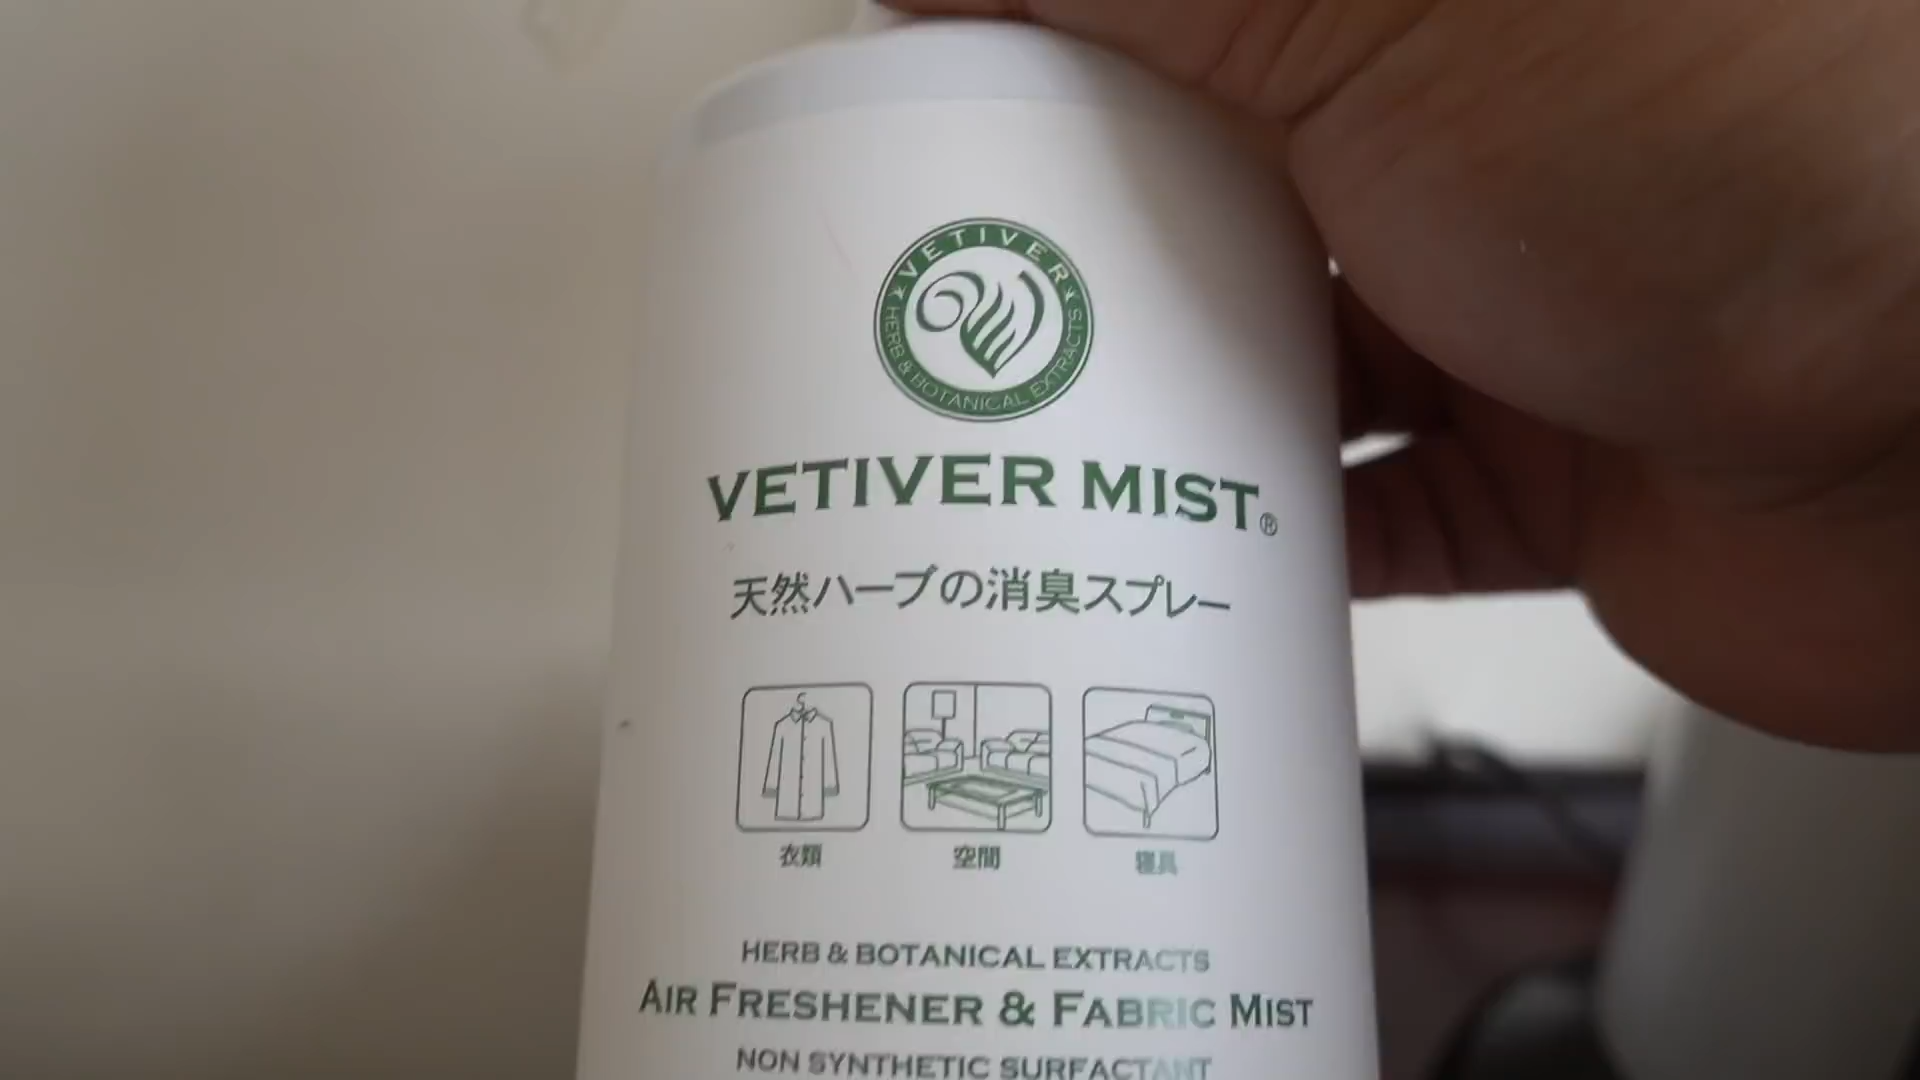 VETIVER
HERB & BOTANICAL EXTRACTS
VETIVER MIST®
天然ハーブの消臭スプレー
衣類
空間
寝具
HERB & BOTANICAL EXTRACTS
AIR FRESHENER & FABRIC MIST
NON SYNTHETIC SURFACTANT